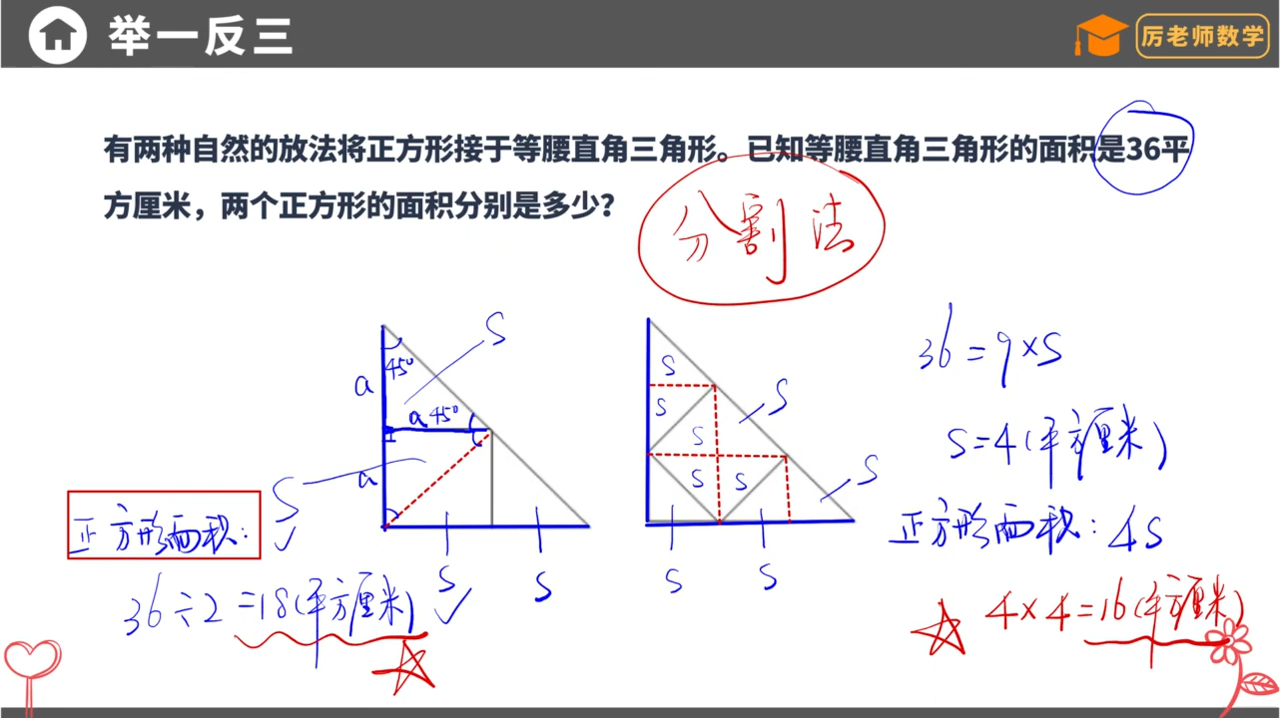 举一反三
厉老师数学
有两种自然的放法将正方形接于等腰直角三角形。已知等腰直角三角形的面积是36平
方厘米，两个正方形的面积分别是多少?
分割法
S
45°
a
a 45°
a
S
S
S
正方形面积:
36÷2=18(平方厘米)
S
S
S
S
S
S
S
S
S
S
S
36=9×S
S=4(平方厘米)
正方形面积: 4S
4×4=16(平方厘米)